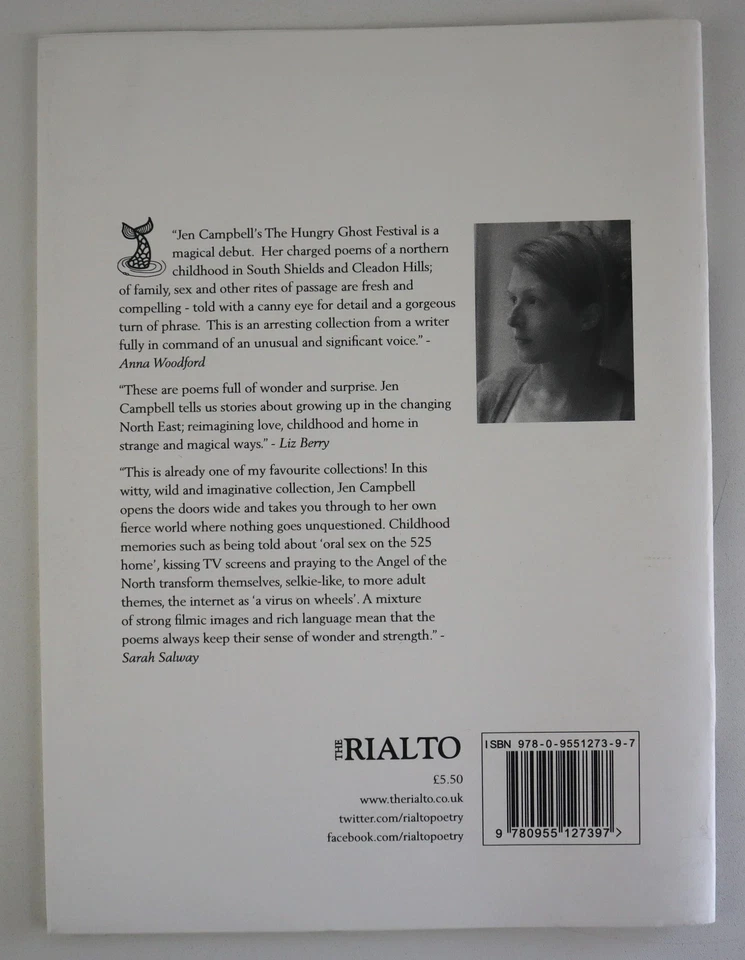 "Jen Campbell's The Hungry Ghost Festival is a
magical debut. Her charged poems of a northern
childhood in South Shields and Cleadon Hills;
of family, sex and other rites of passage are fresh and
compelling - told with a canny eye for detail and a gorgeous
turn of phrase. This is an arresting collection from a writer
fully in command of an unusual and significant voice." -
Anna Woodford
"These are poems full of wonder and surprise. Jen
Campbell tells us stories about growing up in the changing
North East; reimagining love, childhood and home in
strange and magical ways." - Liz Berry
"This is already one of my favourite collections! In this
witty, wild and imaginative collection, Jen Campbell
opens the doors wide and takes you through to her own
fierce world where nothing goes unquestioned. Childhood
memories such as being told about 'oral sex on the 525
home', kissing TV screens and praying to the Angel of the
North transform themselves, selkie-like, to more adult
themes, the internet as 'a virus on wheels'. A mixture
of strong filmic images and rich language mean that the
poems always keep their sense of wonder and strength." -
Sarah Salway
THE RIALTO
£5.50
www.therialto.co.uk
twitter.com/rialtopoetry
facebook.com/rialtopoetry
ISBN 978-0-9551273-9-7
9 780955 127397 >